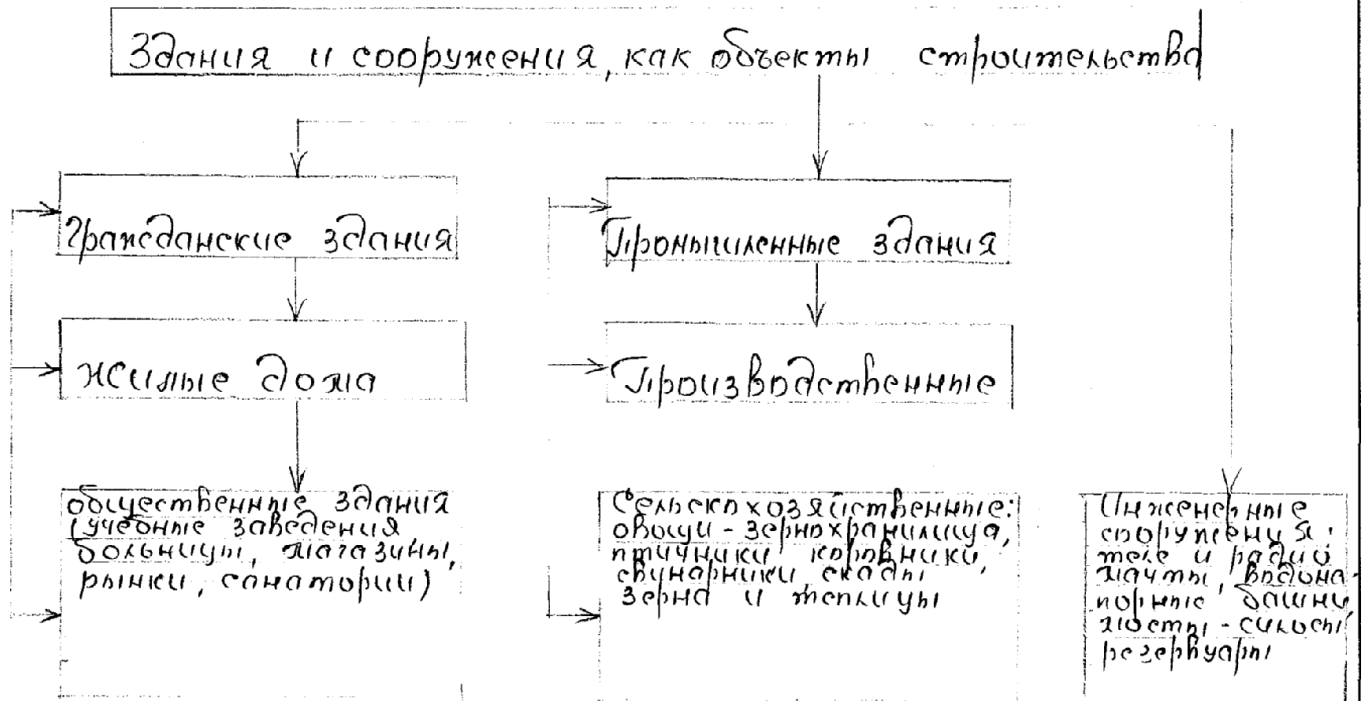 Здания и сооружения, как объекты строительства
Гражданские здания
Промышленные здания
Жилые дома
Производственные
общественные здания
(учебные заведения
больницы, магазины,
рынки, санатории)
Сельскохозяйственные:
овощи - зернохранилища,
птичники коровники,
свинарники, склады
зерна и теплицы
Инженерные
сооружения:
теле и радио
мачты, водона-
порные башни,
мосты - силосы,
резервуары